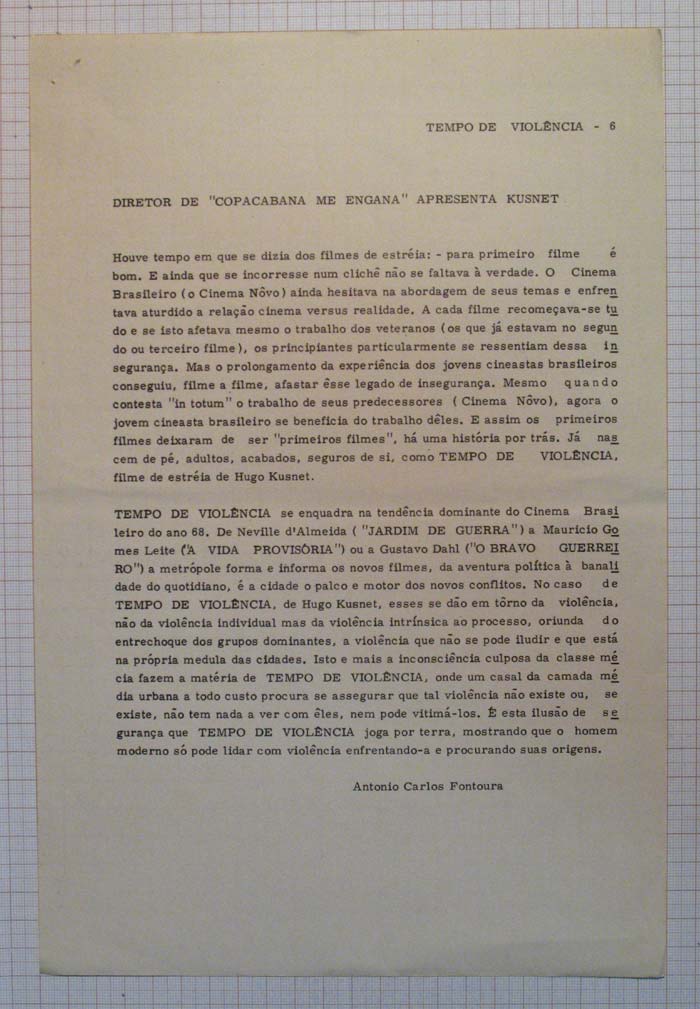 TEMPO DE VIOLÊNCIA - 6
DIRETOR DE "COPACABANA ME ENGANA" APRESENTA KUSNET
Houve tempo em que se dizia dos filmes de estréia: - para primeiro filme é
bom. E ainda que se incorresse num clichê não se faltava à verdade. O Cinema
Brasileiro (o Cinema Nôvo) ainda hesitava na abordagem de seus temas e enfren
tava aturdido a relação cinema versus realidade. A cada filme recomeçava-se tu
do e se isto afetava mesmo o trabalho dos veteranos (os que já estavam no segun
do ou terceiro filme), os principiantes particularmente se ressentiam dessa in
segurança. Mas o prolongamento da experiência dos jovens cineastas brasileiros
conseguiu, filme a filme, afastar êsse legado de insegurança. Mesmo quando
contesta "in totum" o trabalho de seus predecessores (Cinema Nôvo), agora o
jovem cineasta brasileiro se beneficia do trabalho dêles. E assim os primeiros
filmes deixaram de ser "primeiros filmes", há uma história por trás. Já nas
cem de pé, adultos, acabados, seguros de si, como TEMPO DE VIOLÊNCIA,
filme de estréia de Hugo Kusnet.
TEMPO DE VIOLÊNCIA se enquadra na tendência dominante do Cinema Brasi
leiro do ano 68. De Neville d'Almeida ( "JARDIM DE GUERRA") a Mauricio Go
mes Leite ("A VIDA PROVISÓRIA") ou a Gustavo Dahl ("O BRAVO GUERREI
RO") a metrópole forma e informa os novos filmes, da aventura política à banali
dade do quotidiano, é a cidade o palco e motor dos novos conflitos. No caso de
TEMPO DE VIOLÊNCIA, de Hugo Kusnet, esses se dão em tôrno da violência,
não da violência individual mas da violência intrínsica ao processo, oriunda do
entrechoque dos grupos dominantes, a violência que não se pode iludir e que está
na própria medula das cidades. Isto e mais a inconsciência culposa da classe mé
cia fazem a matéria de TEMPO DE VIOLÊNCIA, onde um casal da camada mé
dia urbana a todo custo procura se assegurar que tal violência não existe ou, se
existe, não tem nada a ver com êles, nem pode vitimá-los. É esta ilusão de se
gurança que TEMPO DE VIOLÊNCIA joga por terra, mostrando que o homem
moderno só pode lidar com violência enfrentando-a e procurando suas origens.
Antonio Carlos Fontoura